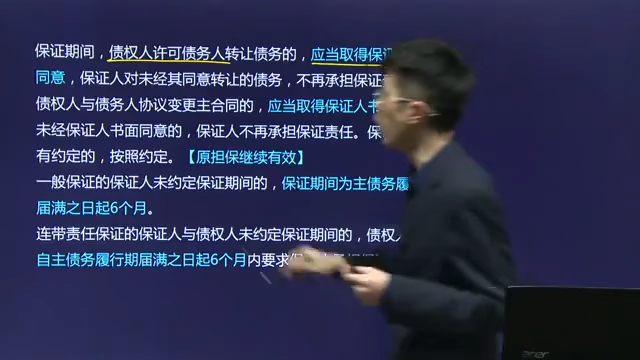 保证期间，债权人许可债务人转让债务的，应当取得保
同意，保证人对未经其同意转让的债务，不再承担保
债权人与债务人协议变更主合同的，应当取得保证人书
未经保证人书面同意的，保证人不再承担保证责任。保
有约定的，按照约定。【原担保继续有效】
一般保证的保证人未约定保证期间的，保证期间为主债务履
届满之日起6个月。
连带责任保证的保证人与债权人未约定保证期间的，债权
自主债务履行期届满之日起6个月内要求
acer